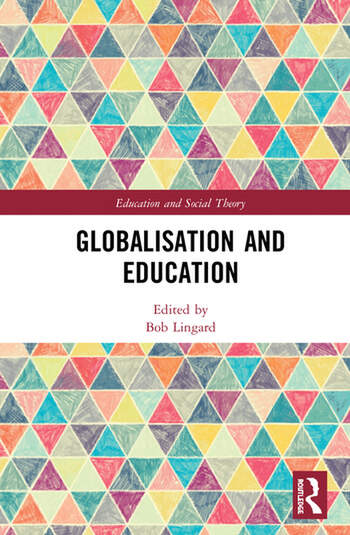 Education and Social Theory
GLOBALISATION AND
EDUCATION
Edited by
Bob Lingard
ROUTLEDGE